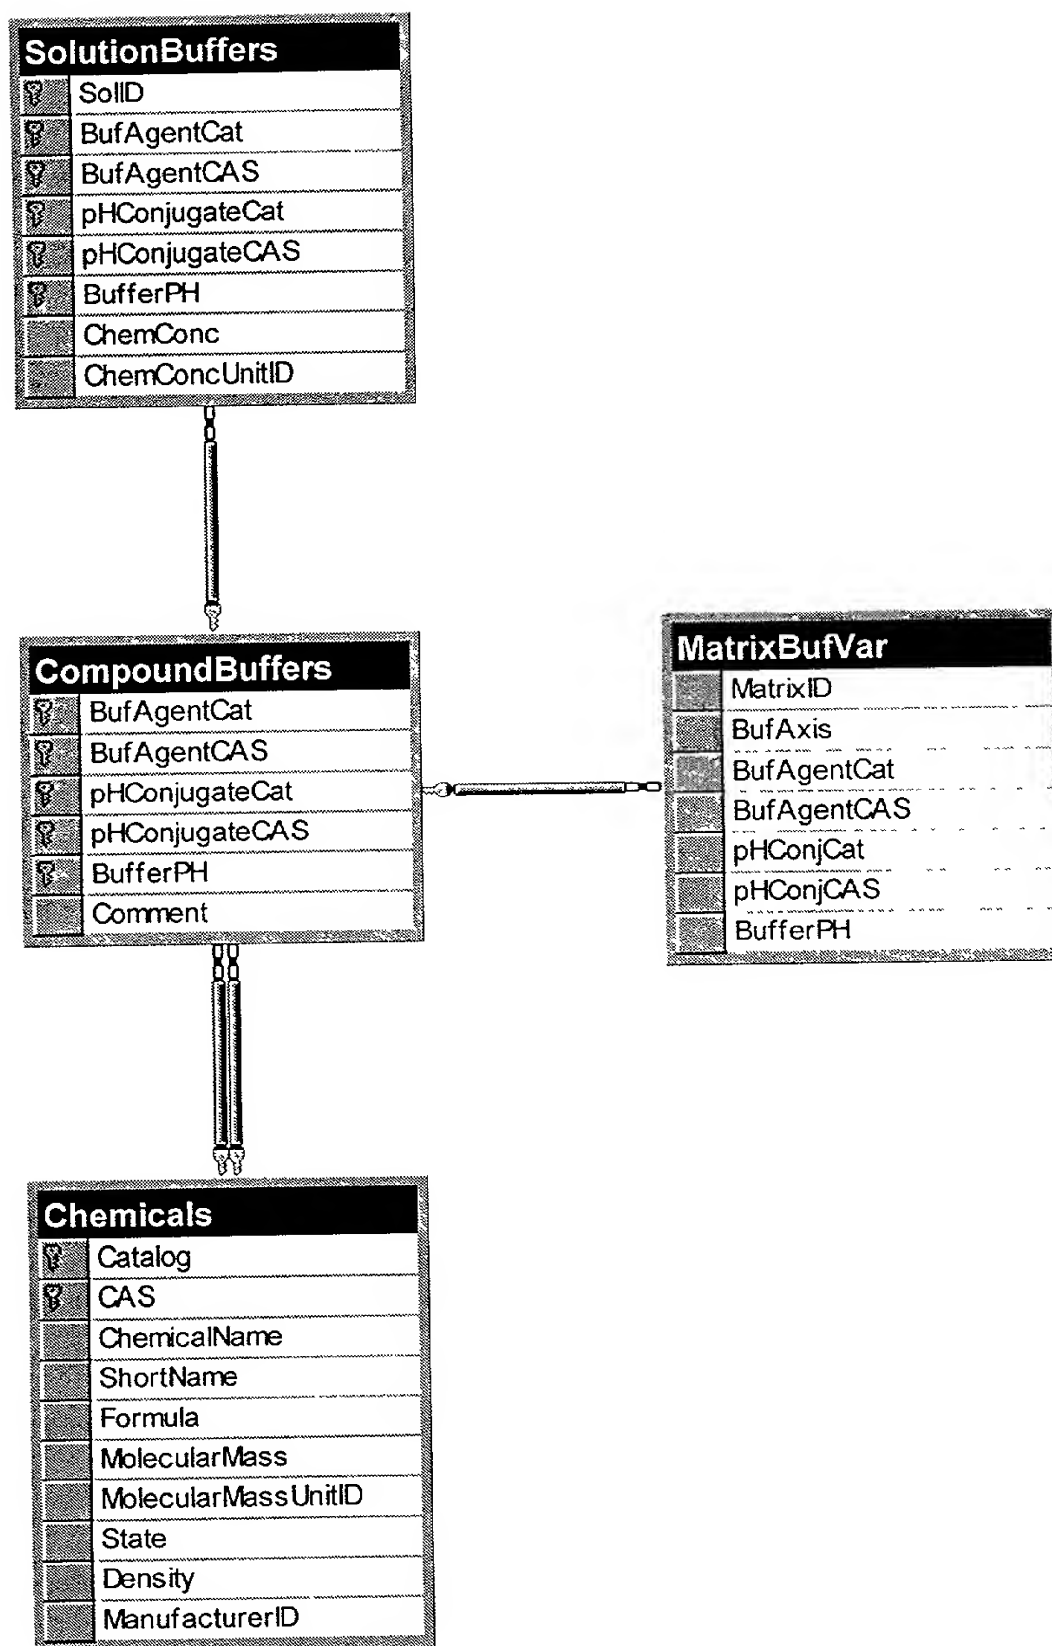 SolutionBuffers
SolID
BufAgentCat
BufAgentCAS
pHConjugateCat
pHConjugateCAS
BufferPH
ChemConc
ChemConcUnitID
CompoundBuffers
BufAgentCat
BufAgentCAS
pHConjugateCat
pHConjugateCAS
BufferPH
Comment
MatrixBufVar
MatrixID
BufAxis
BufAgentCat
BufAgentCAS
pHConjCat
pHConjCAS
BufferPH
Chemicals
Catalog
CAS
ChemicalName
ShortName
Formula
MolecularMass
MolecularMassUnitID
State
Density
ManufacturerID